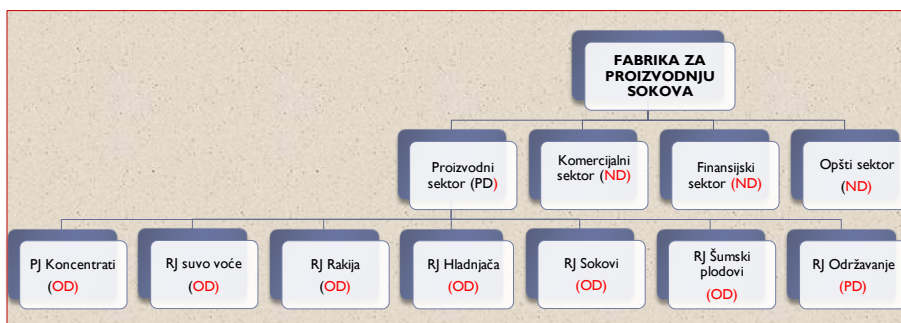 FABRIKA ZA
PROIZVODNJU
SOKOVA
Proizvodni
sektor (PD)
Komercijalni
sektor (ND)
Finansijski
sektor (ND)
Opšti sektor
(ND)
PJ Koncentrati
(OD)
RJ suvo voće
(OD)
RJ Rakija
(OD)
RJ Hladnjača
(OD)
RJ Sokovi
(OD)
RJ Šumski
plodovi
(OD)
RJ Održavanje
(PD)